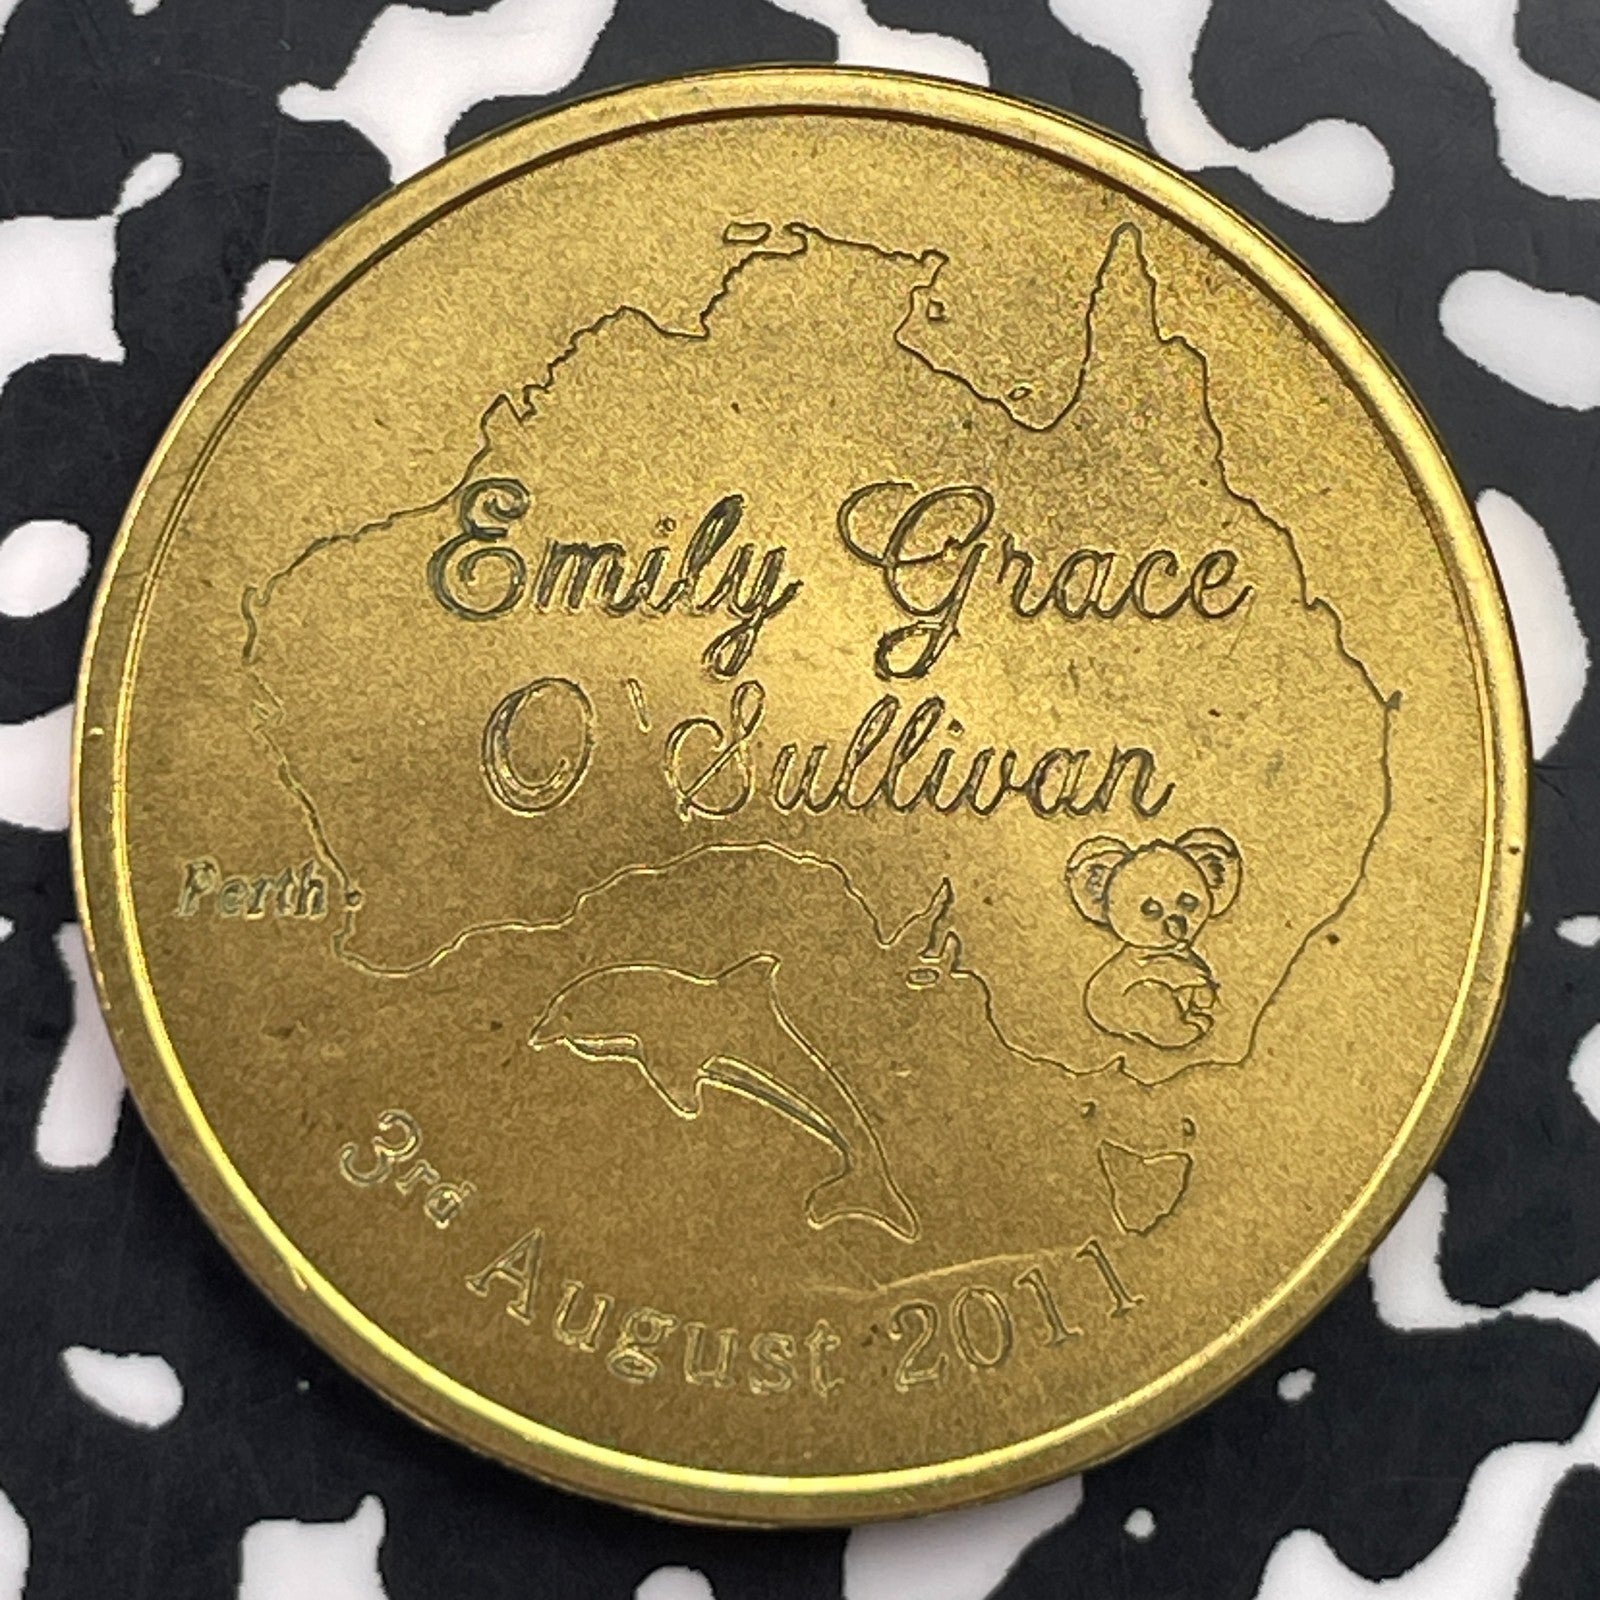 Emily Grace
O'Sullivan
Perth
3rd August 2011